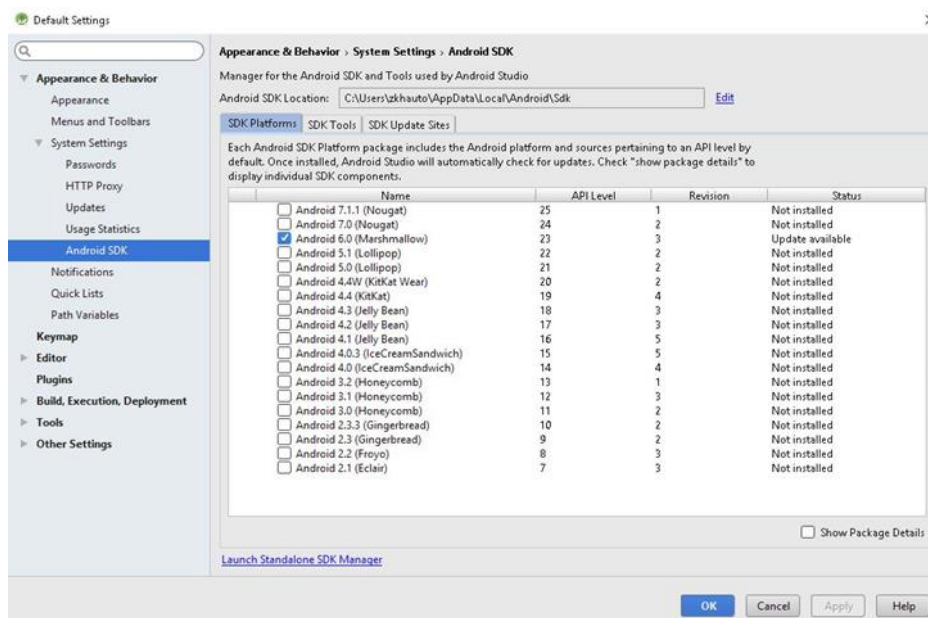 Default Settings
Appearance & Behavior
Appearance
Menus and Toolbars
System Settings
Passwords
HTTP Proxy
Updates
Usage Statistics
Android SDK
Notifications
Quick Lists
Path Variables
Keymap
Editor
Plugins
Build, Execution, Deployment
Tools
Other Settings
Appearance & Behavior › System Settings › Android SDK
Manager for the Android SDK and Tools used by Android Studio
Android SDK Location: C:\Users\zkhauto\AppData\Local\Android\Sdk Edit
SDK Platforms SDK Tools SDK Update Sites
Each Android SDK Platform package includes the Android platform and sources pertaining to an API level by
default. Once installed, Android Studio will automatically check for updates. Check "show package details" to
display individual SDK components.
Name API Level Revision Status
Android 7.1.1 (Nougat) 25 1 Not installed
Android 7.0 (Nougat) 24 2 Not installed
Android 6.0 (Marshmallow) 23 3 Update available
Android 5.1 (Lollipop) 22 2 Not installed
Android 5.0 (Lollipop) 21 2 Not installed
Android 4.4W (KitKat Wear) 20 2 Not installed
Android 4.4 (KitKat) 19 4 Not installed
Android 4.3 (Jelly Bean) 18 3 Not installed
Android 4.2 (Jelly Bean) 17 3 Not installed
Android 4.1 (Jelly Bean) 16 5 Not installed
Android 4.0.3 (IceCreamSandwich) 15 5 Not installed
Android 4.0 (IceCreamSandwich) 14 4 Not installed
Android 3.2 (Honeycomb) 13 1 Not installed
Android 3.1 (Honeycomb) 12 3 Not installed
Android 3.0 (Honeycomb) 11 2 Not installed
Android 2.3.3 (Gingerbread) 10 2 Not installed
Android 2.3 (Gingerbread) 9 2 Not installed
Android 2.2 (Froyo) 8 3 Not installed
Android 2.1 (Eclair) 7 3 Not installed
Show Package Details
Launch Standalone SDK Manager
OK Cancel Apply Help